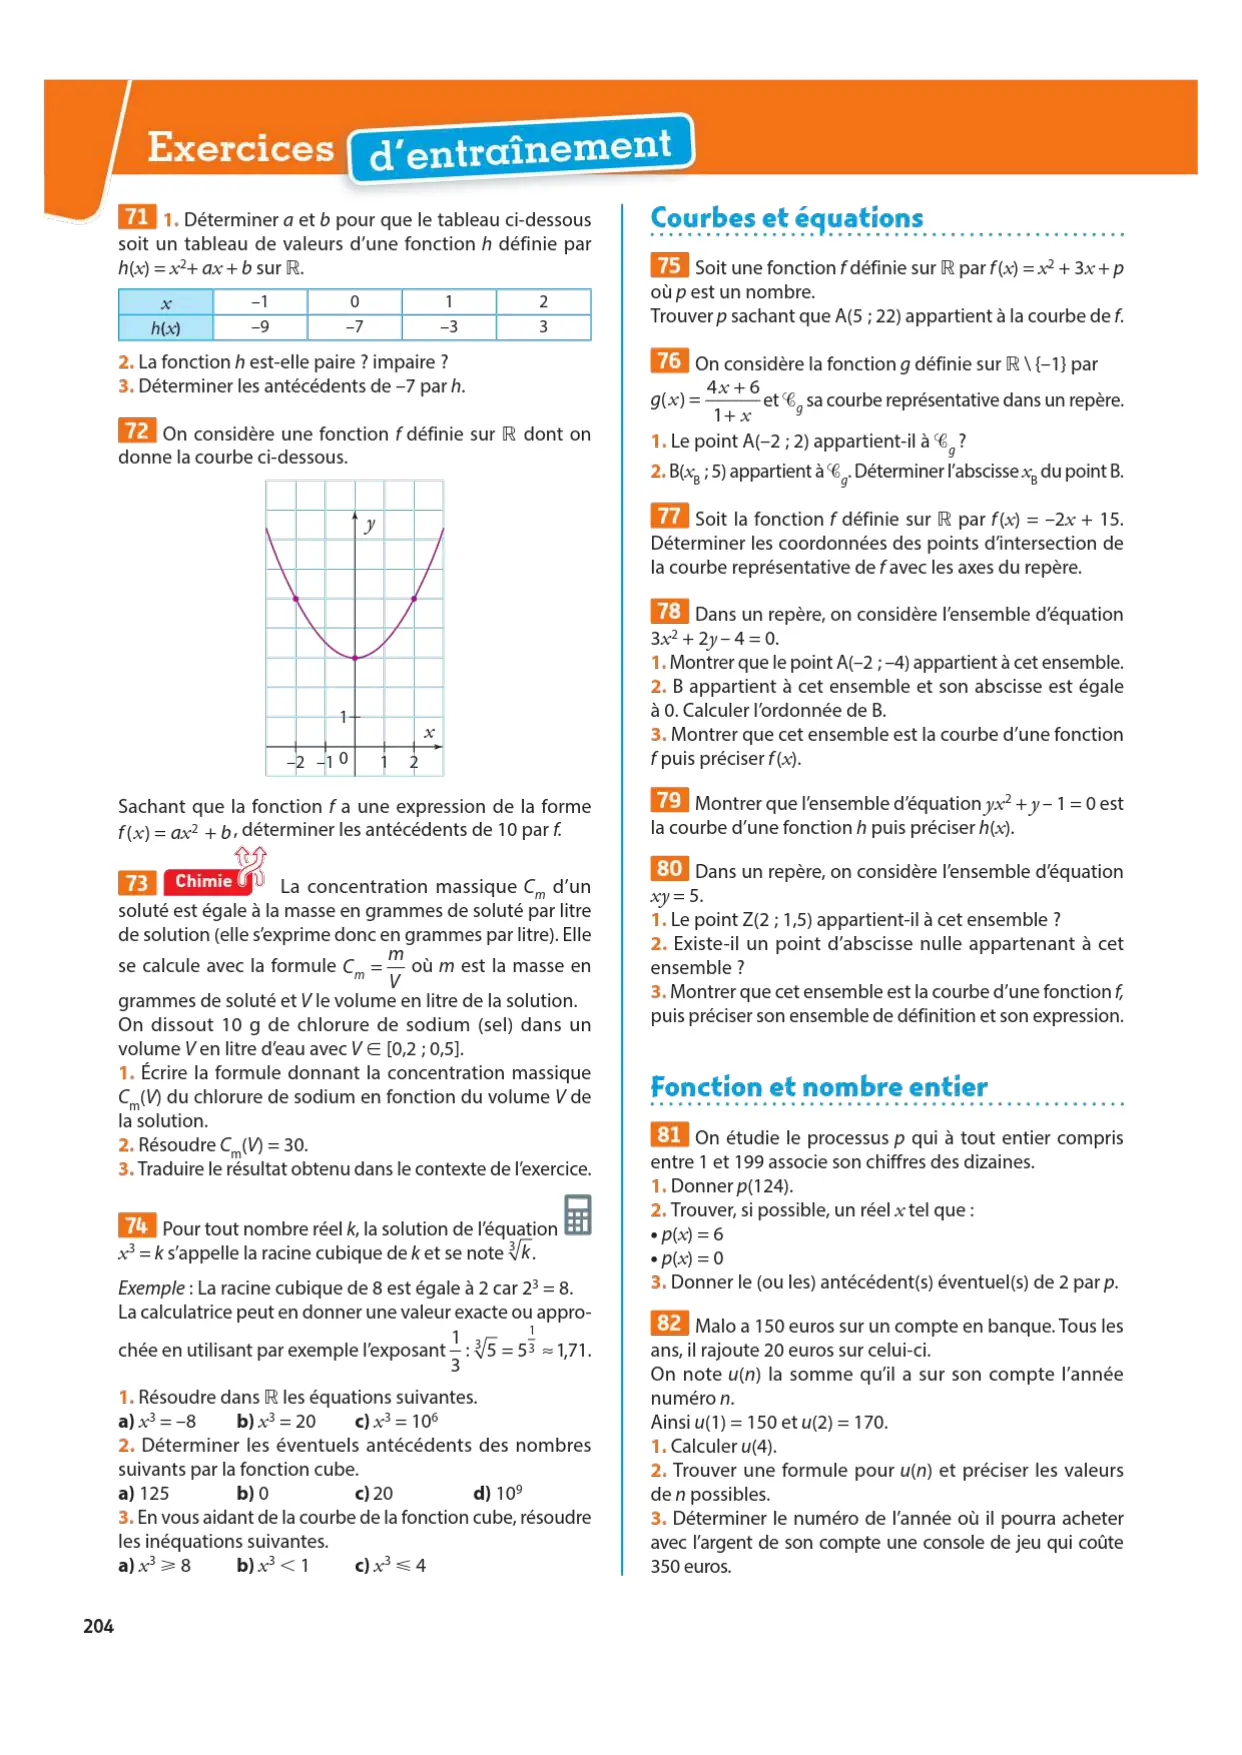 Exercices d'entraînement
71 1. Déterminer a et b pour que le tableau ci-dessous
soit un tableau de valeurs d'une fonction h définie par
h(x) = x²+ ax + b sur ℝ.
x –1 0 1 2
h(x) –9 –7 –3 3
2. La fonction h est-elle paire ? impaire ?
3. Déterminer les antécédents de –7 par h.
72 On considère une fonction f définie sur ℝ dont on
donne la courbe ci-dessous.
y
1
x
–2 –1 0 1 2
Sachant que la fonction f a une expression de la forme
f(x) = ax² + b, déterminer les antécédents de 10 par f.
73 Chimie La concentration massique Cₘ d'un
soluté est égale à la masse en grammes de soluté par litre
de solution (elle s'exprime donc en grammes par litre). Elle
se calcule avec la formule Cₘ = m/V où m est la masse en
grammes de soluté et V le volume en litre de la solution.
On dissout 10 g de chlorure de sodium (sel) dans un
volume V en litre d'eau avec V ∈ [0,2 ; 0,5].
1. Écrire la formule donnant la concentration massique
Cₘ(V) du chlorure de sodium en fonction du volume V de
la solution.
2. Résoudre Cₘ(V) = 30.
3. Traduire le résultat obtenu dans le contexte de l'exercice.
74 Pour tout nombre réel k, la solution de l'équation
x³ = k s'appelle la racine cubique de k et se note ∛k.
Exemple : La racine cubique de 8 est égale à 2 car 2³ = 8.
La calculatrice peut en donner une valeur exacte ou appro-
chée en utilisant par exemple l'exposant 1/3 : ∛5 = 5^(1/3) ≈ 1,71.
1. Résoudre dans ℝ les équations suivantes.
a) x³ = –8 b) x³ = 20 c) x³ = 10⁶
2. Déterminer les éventuels antécédents des nombres
suivants par la fonction cube.
a) 125 b) 0 c) 20 d) 10⁹
3. En vous aidant de la courbe de la fonction cube, résoudre
les inéquations suivantes.
a) x³ ⩾ 8 b) x³ < 1 c) x³ ⩽ 4
204
Courbes et équations
75 Soit une fonction f définie sur ℝ par f(x) = x² + 3x + p
où p est un nombre.
Trouver p sachant que A(5 ; 22) appartient à la courbe de f.
76 On considère la fonction g définie sur ℝ \ {–1} par
g(x) = (4x + 6)/(1 + x) et 𝒞g sa courbe représentative dans un repère.
1. Le point A(–2 ; 2) appartient-il à 𝒞g ?
2. B(xB ; 5) appartient à 𝒞g. Déterminer l'abscisse xB du point B.
77 Soit la fonction f définie sur ℝ par f(x) = –2x + 15.
Déterminer les coordonnées des points d'intersection de
la courbe représentative de f avec les axes du repère.
78 Dans un repère, on considère l'ensemble d'équation
3x² + 2y – 4 = 0.
1. Montrer que le point A(–2 ; –4) appartient à cet ensemble.
2. B appartient à cet ensemble et son abscisse est égale
à 0. Calculer l'ordonnée de B.
3. Montrer que cet ensemble est la courbe d'une fonction
f puis préciser f(x).
79 Montrer que l'ensemble d'équation yx² + y – 1 = 0 est
la courbe d'une fonction h puis préciser h(x).
80 Dans un repère, on considère l'ensemble d'équation
xy = 5.
1. Le point Z(2 ; 1,5) appartient-il à cet ensemble ?
2. Existe-il un point d'abscisse nulle appartenant à cet
ensemble ?
3. Montrer que cet ensemble est la courbe d'une fonction f,
puis préciser son ensemble de définition et son expression.
Fonction et nombre entier
81 On étudie le processus p qui à tout entier compris
entre 1 et 199 associe son chiffres des dizaines.
1. Donner p(124).
2. Trouver, si possible, un réel x tel que :
• p(x) = 6
• p(x) = 0
3. Donner le (ou les) antécédent(s) éventuel(s) de 2 par p.
82 Malo a 150 euros sur un compte en banque. Tous les
ans, il rajoute 20 euros sur celui-ci.
On note u(n) la somme qu'il a sur son compte l'année
numéro n.
Ainsi u(1) = 150 et u(2) = 170.
1. Calculer u(4).
2. Trouver une formule pour u(n) et préciser les valeurs
de n possibles.
3. Déterminer le numéro de l'année où il pourra acheter
avec l'argent de son compte une console de jeu qui coûte
350 euros.